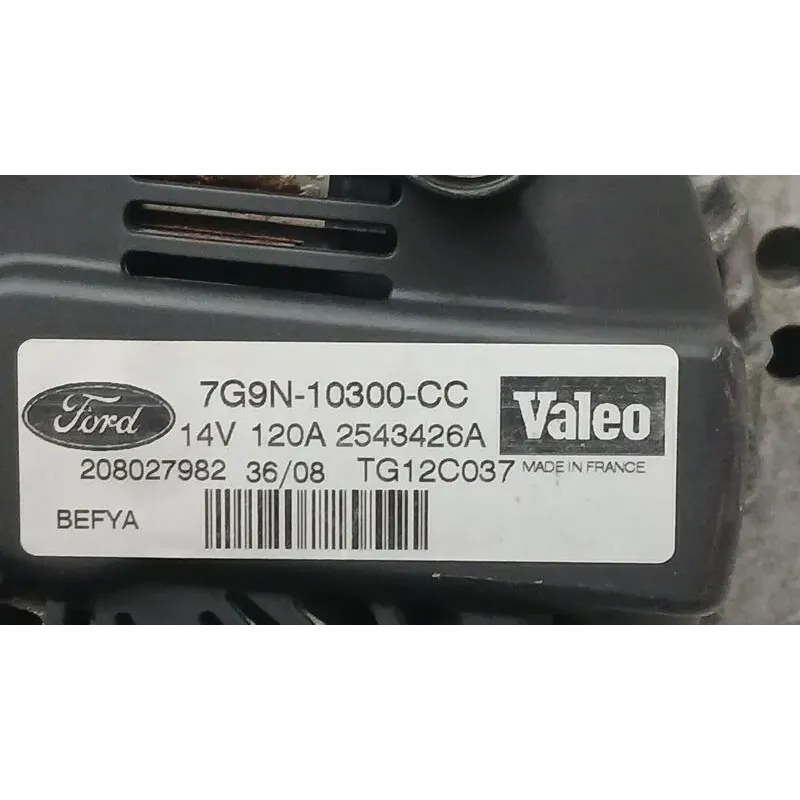 Ford
7G9N-10300-CC
Valeo
14V 120A 2543426A
208027982 36/08 TG12C037
MADE IN FRANCE
BEFYA